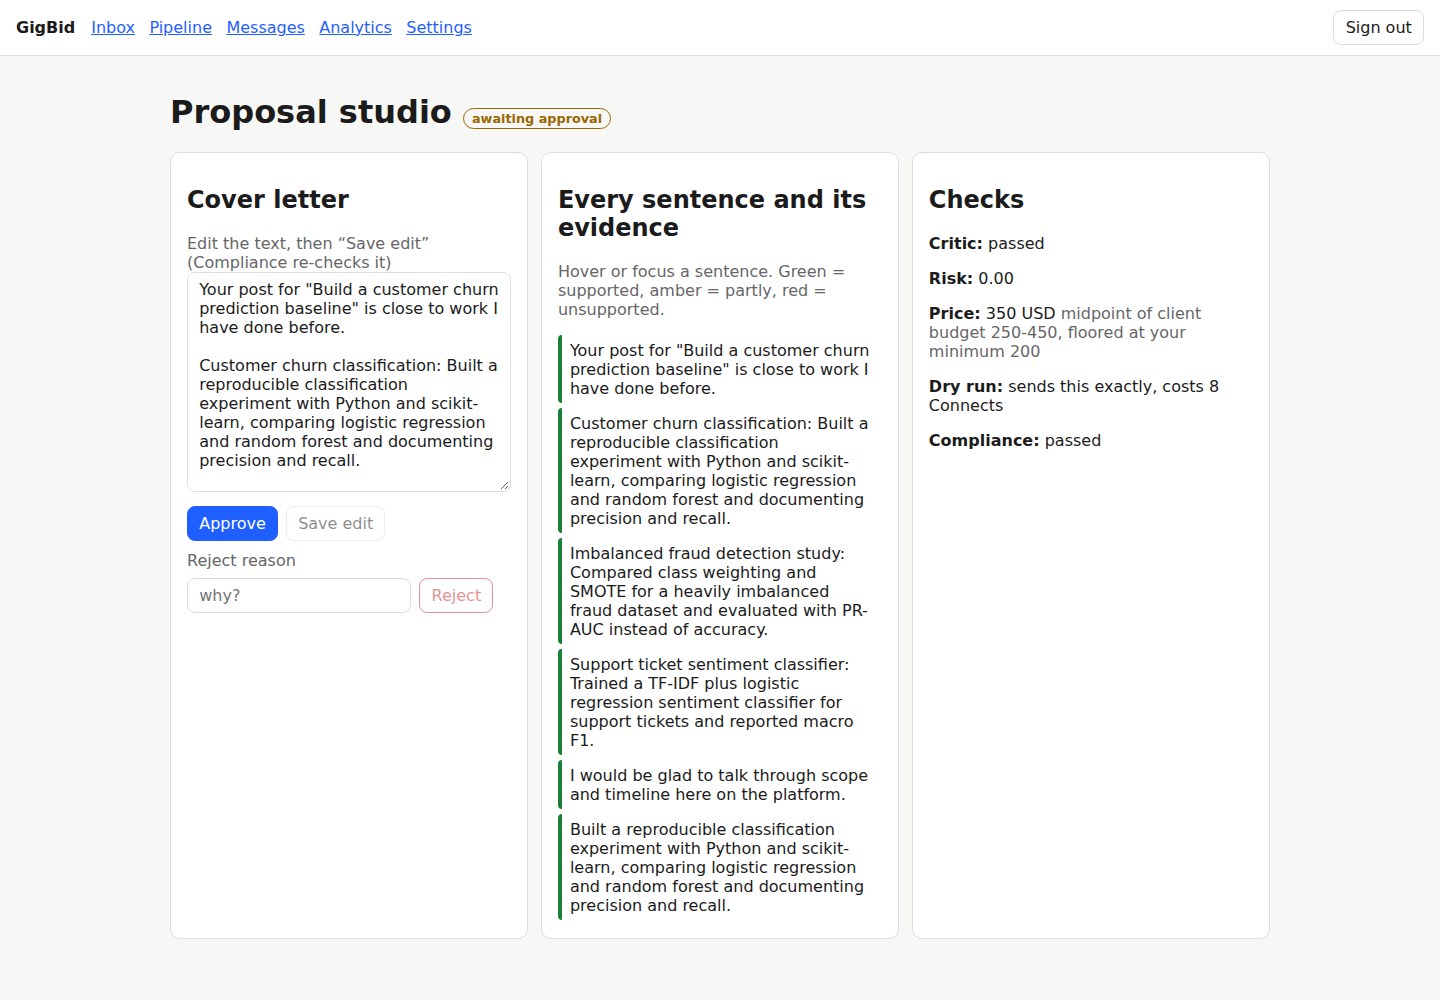 GigBid Inbox Pipeline Messages Analytics Settings Sign out
Proposal studio awaiting approval
Cover letter
Edit the text, then “Save edit”
(Compliance re-checks it)
Your post for "Build a customer churn
prediction baseline" is close to work I
have done before.
Customer churn classification: Built a
reproducible classification
experiment with Python and scikit-
learn, comparing logistic regression
and random forest and documenting
precision and recall.
Approve Save edit
Reject reason
why? Reject
Every sentence and its
evidence
Hover or focus a sentence. Green =
supported, amber = partly, red =
unsupported.
Your post for "Build a customer churn
prediction baseline" is close to work I
have done before.
Customer churn classification: Built a
reproducible classification
experiment with Python and scikit-
learn, comparing logistic regression
and random forest and documenting
precision and recall.
Imbalanced fraud detection study:
Compared class weighting and
SMOTE for a heavily imbalanced
fraud dataset and evaluated with PR-
AUC instead of accuracy.
Support ticket sentiment classifier:
Trained a TF-IDF plus logistic
regression sentiment classifier for
support tickets and reported macro
F1.
I would be glad to talk through scope
and timeline here on the platform.
Built a reproducible classification
experiment with Python and scikit-
learn, comparing logistic regression
and random forest and documenting
precision and recall.
Checks
Critic: passed
Risk: 0.00
Price: 350 USD midpoint of client
budget 250-450, floored at your
minimum 200
Dry run: sends this exactly, costs 8
Connects
Compliance: passed